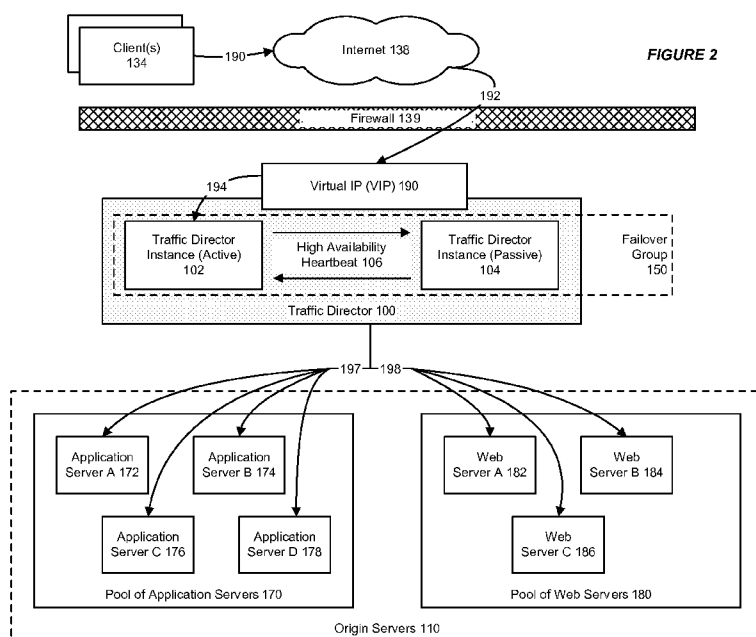 Client(s)
134
190
Internet 138
FIGURE 2
192
Firewall 139
194
Virtual IP (VIP) 190
Traffic Director
Instance (Active)
102
High Availability
Heartbeat 106
Traffic Director
Instance (Passive)
104
Failover
Group
150
Traffic Director 100
197
198
Application
Server A 172
Application
Server B 174
Application
Server C 176
Application
Server D 178
Pool of Application Servers 170
Web
Server A 182
Web
Server B 184
Web
Server C 186
Pool of Web Servers 180
Origin Servers 110